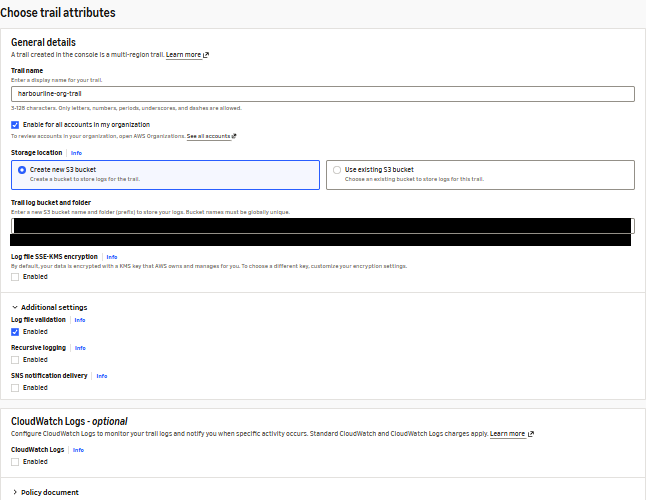 Choose trail attributes
General details
A trail created in the console is a multi-region trail. Learn more
Trail name
Enter a display name for your trail.
harbourline-org-trail
3-128 characters. Only letters, numbers, periods, underscores, and dashes are allowed.
Enable for all accounts in my organization
To review accounts in your organization, open AWS Organizations. See all accounts
Storage location | Info
Create new S3 bucket
Create a bucket to store logs for the trail.
Use existing S3 bucket
Choose an existing bucket to store logs for this trail.
Trail log bucket and folder
Enter a new S3 bucket name and folder (prefix) to store your logs. Bucket names must be globally unique.
Log file SSE-KMS encryption | Info
By default, your data is encrypted with a KMS key that AWS owns and manages for you. To choose a different key, customize your encryption settings.
Enabled
Additional settings
Log file validation | Info
Enabled
Recursive logging | Info
Enabled
SNS notification delivery | Info
Enabled
CloudWatch Logs - optional
Configure CloudWatch Logs to monitor your trail logs and notify you when specific activity occurs. Standard CloudWatch and CloudWatch Logs charges apply. Learn more
CloudWatch Logs | Info
Enabled
Policy document